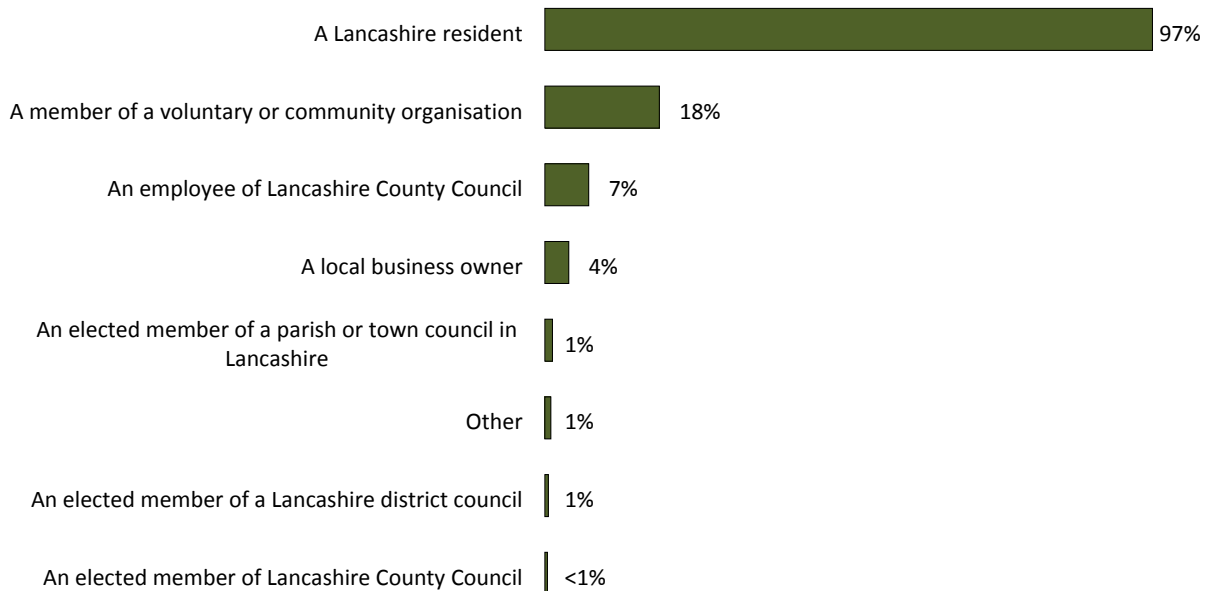 A Lancashire resident 97%
A member of a voluntary or community organisation 18%
An employee of Lancashire County Council 7%
A local business owner 4%
An elected member of a parish or town council in
Lancashire 1%
Other 1%
An elected member of a Lancashire district council 1%
An elected member of Lancashire County Council <1%